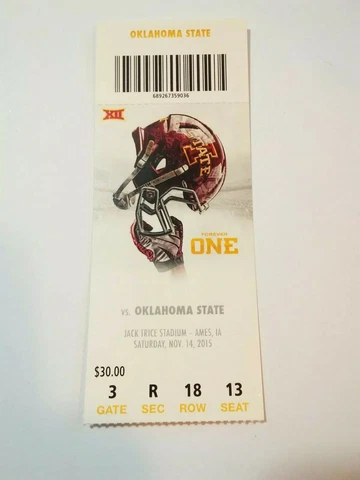 OKLAHOMA STATE
689267359036
XII
STATE
I
FOREVER
ONE
VS. OKLAHOMA STATE
JACK TRICE STADIUM - AMES, IA
SATURDAY, NOV. 14, 2015
$30.00
3 R 18 13
GATE SEC ROW SEAT